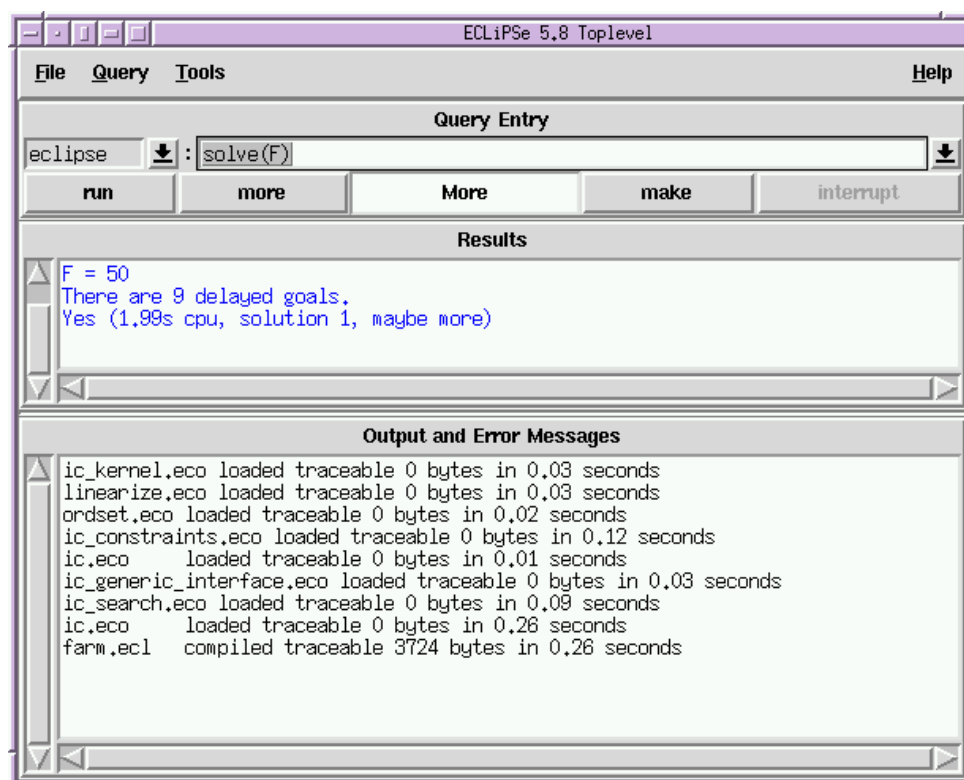 ECLiPSe 5.8 Toplevel
File Query Tools Help
Query Entry
eclipse : solve(F)
run more More make interrupt
Results
F = 50
There are 9 delayed goals.
Yes (1.99s cpu, solution 1, maybe more)
Output and Error Messages
ic_kernel.eco loaded traceable 0 bytes in 0.03 seconds
linearize.eco loaded traceable 0 bytes in 0.03 seconds
ordset.eco loaded traceable 0 bytes in 0.02 seconds
ic_constraints.eco loaded traceable 0 bytes in 0.12 seconds
ic.eco     loaded traceable 0 bytes in 0.01 seconds
ic_generic_interface.eco loaded traceable 0 bytes in 0.03 seconds
ic_search.eco loaded traceable 0 bytes in 0.09 seconds
ic.eco     loaded traceable 0 bytes in 0.26 seconds
farm.ecl   compiled traceable 3724 bytes in 0.26 seconds